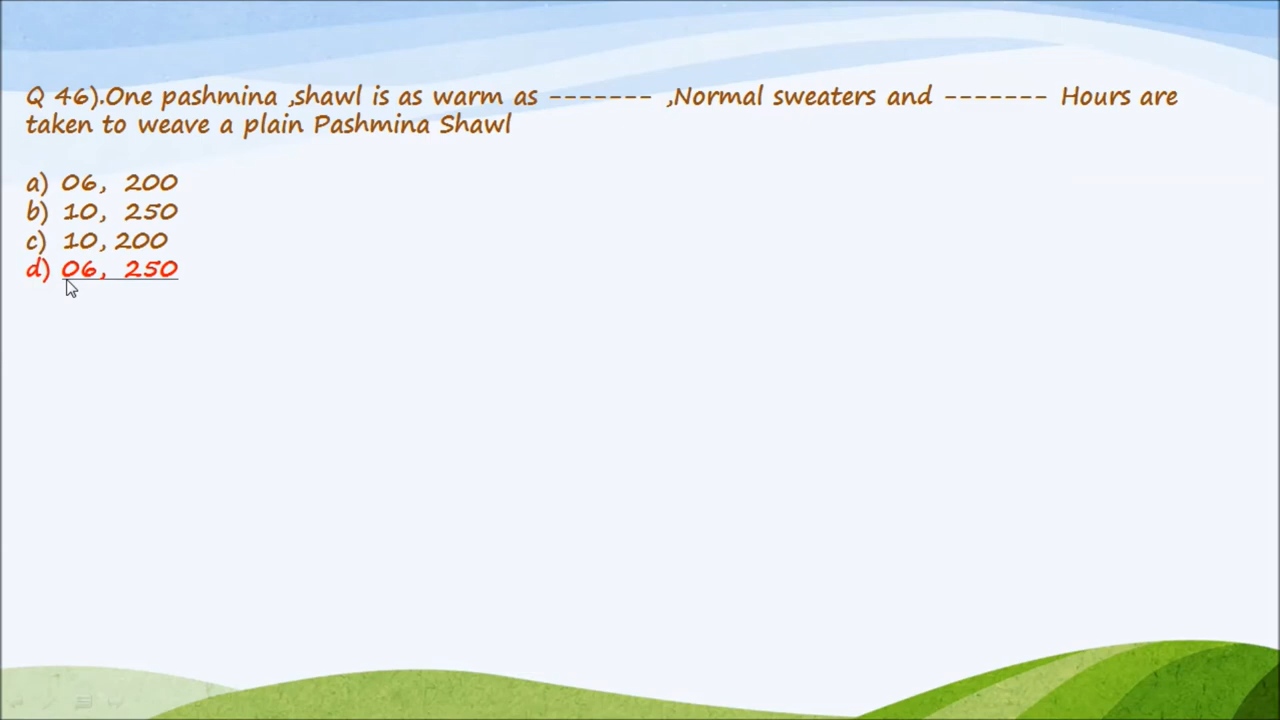 Q 46).One pashmina ,shawl is as warm as ------- ,Normal sweaters and ------- Hours are
taken to weave a plain Pashmina Shawl
a) 06, 200
b) 10, 250
c) 10, 200
d) 06, 250